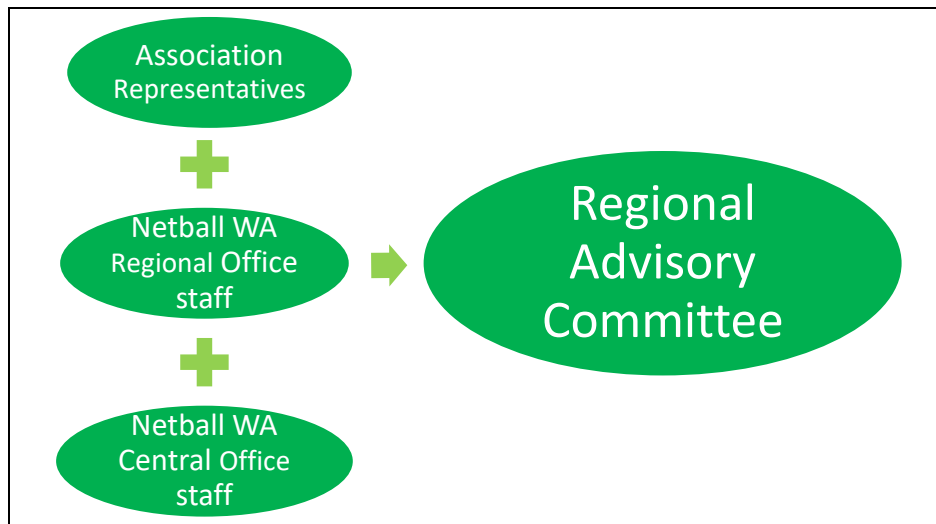 Association
Representatives
Netball WA
Regional Office
staff
Netball WA
Central Office
staff
Regional
Advisory
Committee